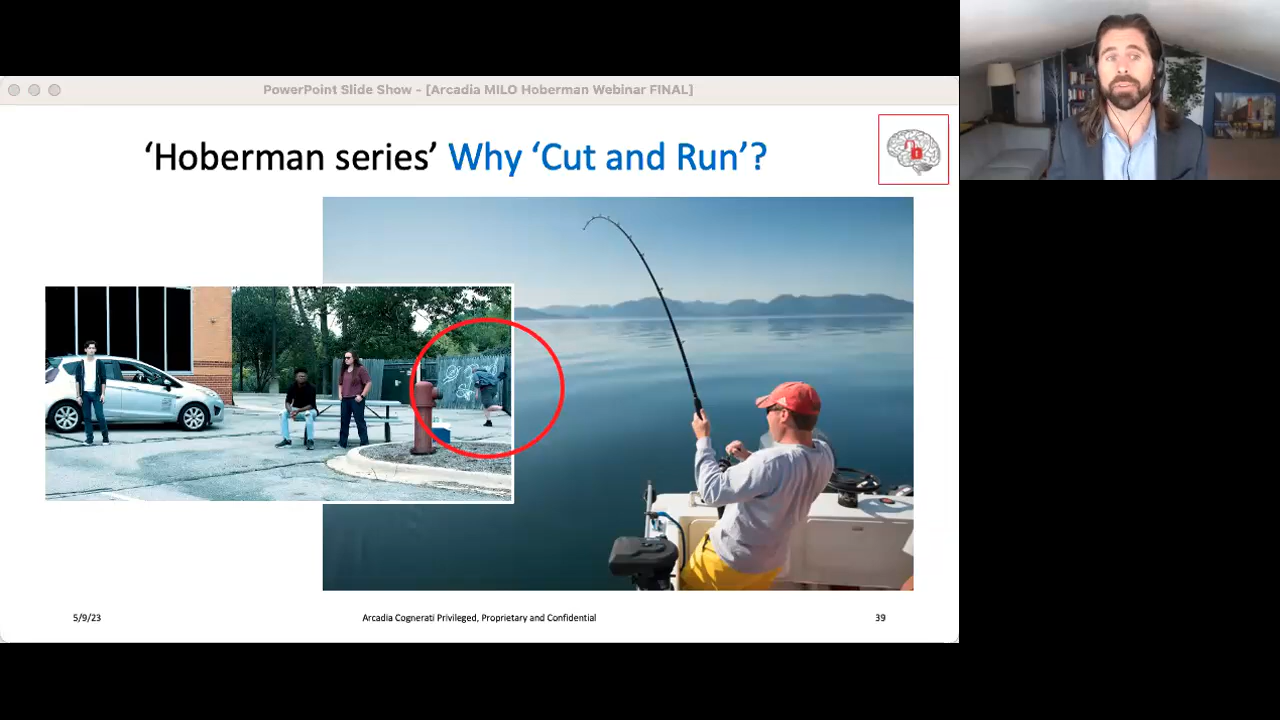 PowerPoint Slide Show - [Arcadia MILO Hoberman Webinar FINAL]
‘Hoberman series’ Why ‘Cut and Run’?
5/9/23
Arcadia Cognerati Privileged, Proprietary and Confidential
39